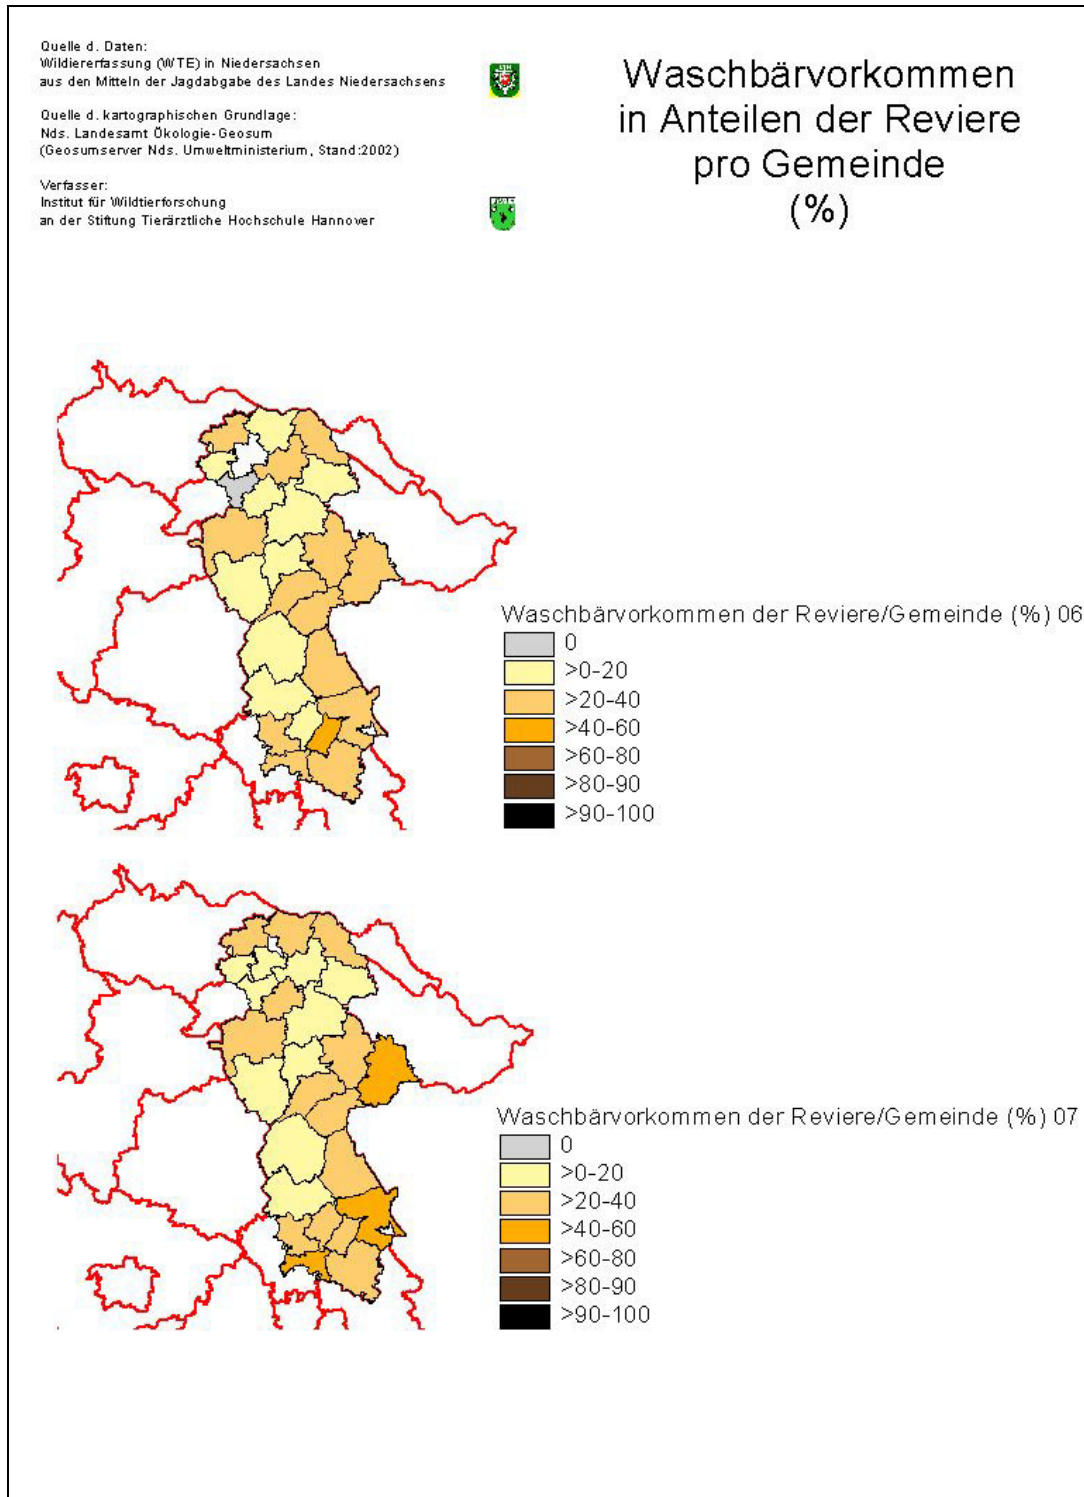 Quelle d. Daten:
Wildiererfassung (WTE) in Niedersachsen
aus den Mitteln der Jagdabgabe des Landes Niedersachsens
Quelle d. kartographischen Grundlage:
Nds. Landesamt Ökologie-Geosum
(Geosumserver Nds. Umweltministerium, Stand:2002)
Verfasser:
Institut für Wildtierforschung
an der Stiftung Tierärztliche Hochschule Hannover
Waschbärvorkommen
in Anteilen der Reviere
pro Gemeinde
(%)
Waschbärvorkommen der Reviere/Gemeinde (%) 06
0
>0-20
>20-40
>40-60
>60-80
>80-90
>90-100
Waschbärvorkommen der Reviere/Gemeinde (%) 07
0
>0-20
>20-40
>40-60
>60-80
>80-90
>90-100